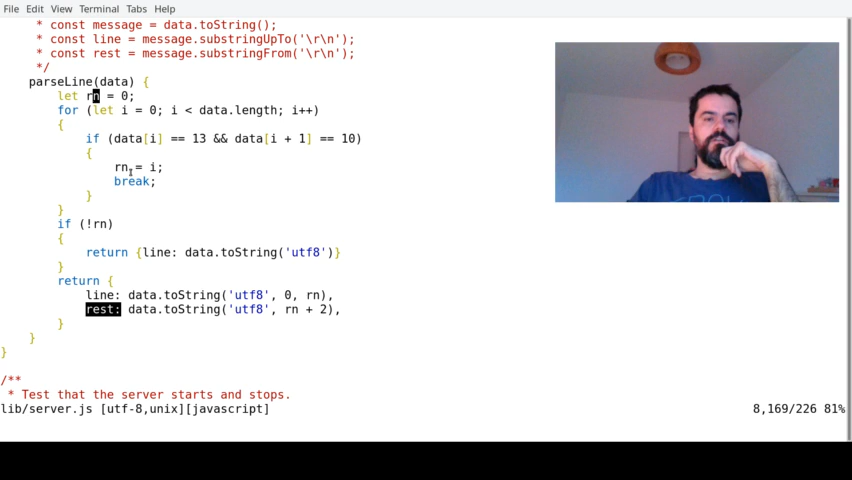 File Edit View Terminal Tabs Help
* const message = data.toString();
* const line = message.substringUpTo('\r\n');
* const rest = message.substringFrom('\r\n');
*/
parseLine(data) {
let rn = 0;
for (let i = 0; i < data.length; i++)
{
if (data[i] == 13 && data[i + 1] == 10)
{
rn = i;
break;
}
}
if (!rn)
{
return {line: data.toString('utf8')}
}
return {
line: data.toString('utf8', 0, rn),
rest: data.toString('utf8', rn + 2),
}
}
}
/**
* Test that the server starts and stops.
lib/server.js [utf-8,unix][javascript] 8,169/226 81%